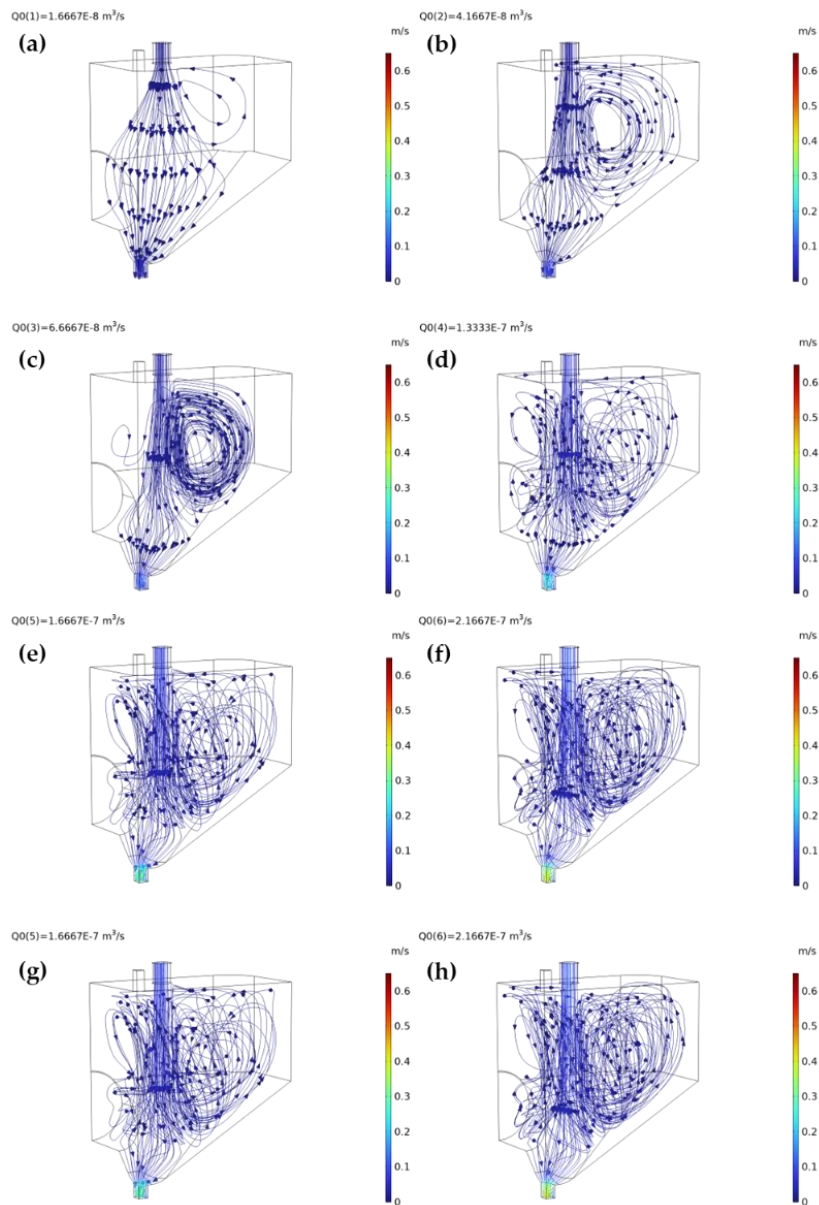 Q0(1)=1.6667E-8 m³/s
(a)
m/s
0.6
0.5
0.4
0.3
0.2
0.1
0
Q0(2)=4.1667E-8 m³/s
(b)
m/s
0.6
0.5
0.4
0.3
0.2
0.1
0
Q0(3)=6.6667E-8 m³/s
(c)
m/s
0.6
0.5
0.4
0.3
0.2
0.1
0
Q0(4)=1.3333E-7 m³/s
(d)
m/s
0.6
0.5
0.4
0.3
0.2
0.1
0
Q0(5)=1.6667E-7 m³/s
(e)
m/s
0.6
0.5
0.4
0.3
0.2
0.1
0
Q0(6)=2.1667E-7 m³/s
(f)
m/s
0.6
0.5
0.4
0.3
0.2
0.1
0
Q0(5)=1.6667E-7 m³/s
(g)
m/s
0.6
0.5
0.4
0.3
0.2
0.1
0
Q0(6)=2.1667E-7 m³/s
(h)
m/s
0.6
0.5
0.4
0.3
0.2
0.1
0